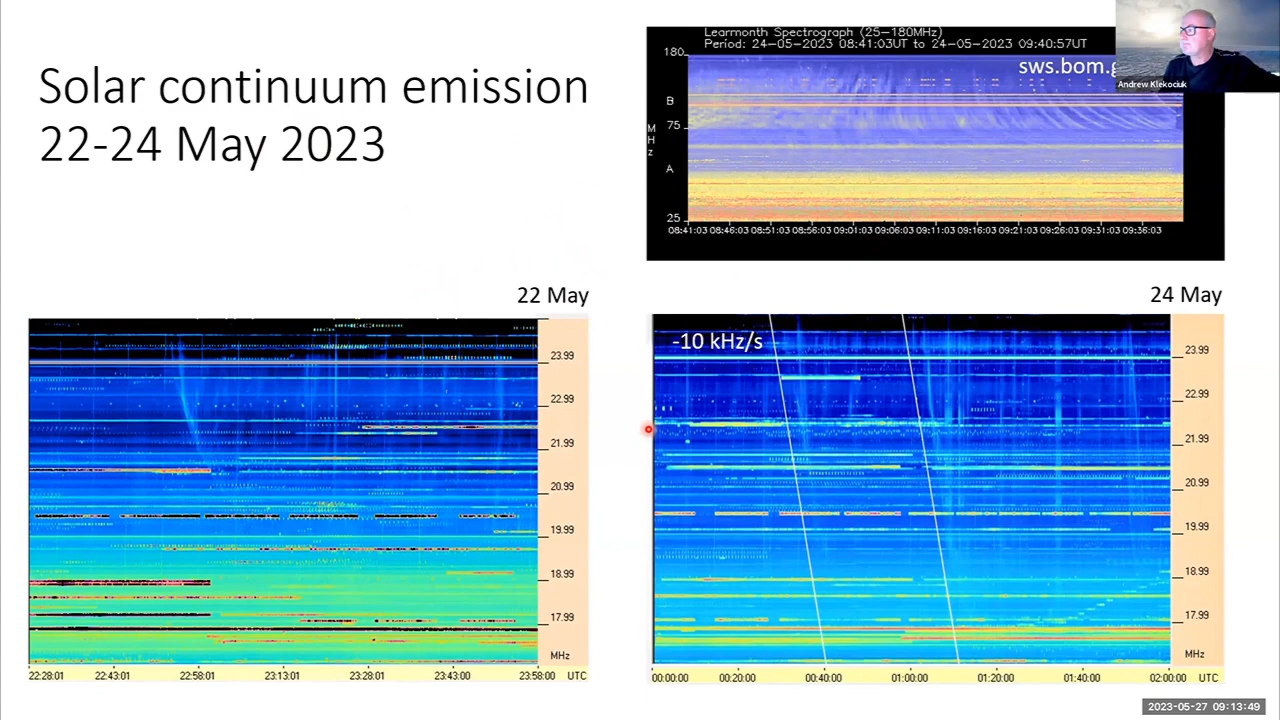 Solar continuum emission
22-24 May 2023
Learmonth Spectrograph (25-180MHz)
Period: 24-05-2023 08:41:03UT to 24-05-2023 09:40:57UT
sws.bom.g
Andrew Klekociuk
180
B
75
MHz
A
25
08:41:03 08:46:03 08:51:03 08:56:03 09:01:03 09:06:03 09:11:03 09:16:03 09:21:03 09:26:03 09:31:03 09:36:03
22 May
23.99
22.99
21.99
20.99
19.99
18.99
17.99
MHz
22:28:01 22:43:01 22:58:01 23:13:01 23:28:01 23:43:01 23:58:00 UTC
24 May
-10 kHz/s
23.99
22.99
21.99
20.99
19.99
18.99
17.99
MHz
00:00:00 00:20:00 00:40:00 01:00:00 01:20:00 01:40:00 02:00:00 UTC
2023-05-27 09:13:49